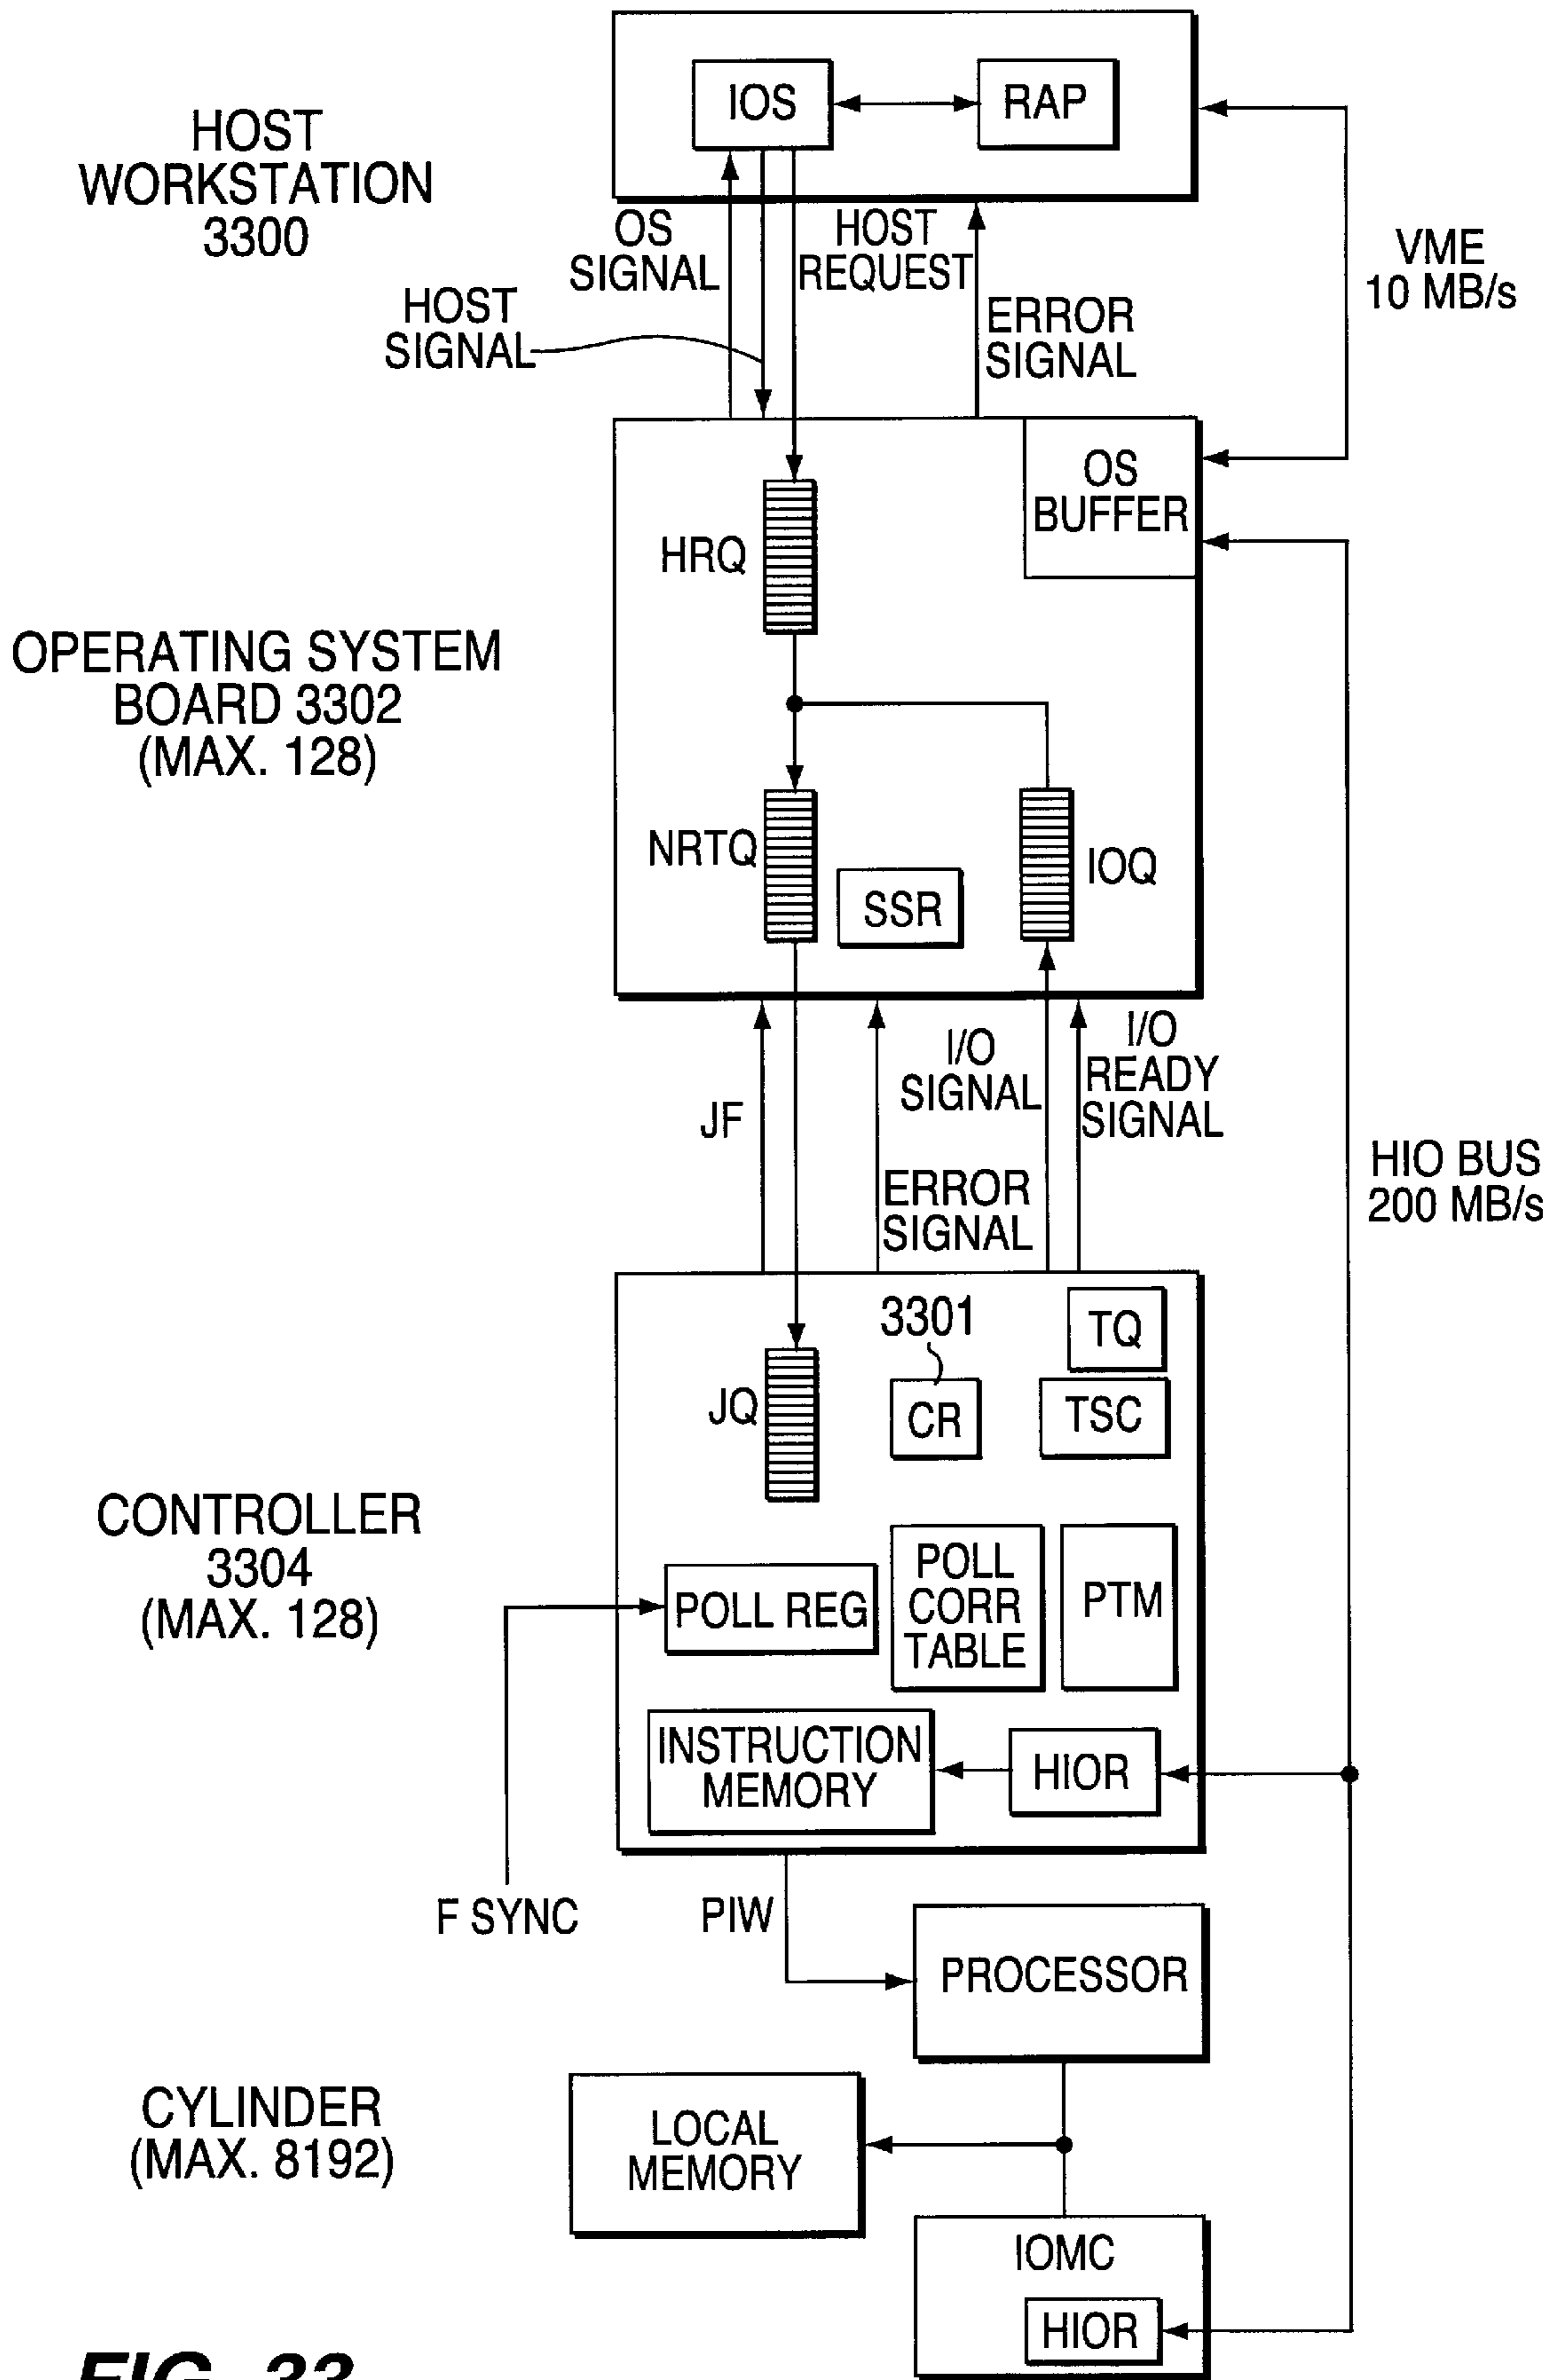 IOS
RAP
HOST
WORKSTATION
3300
OS
SIGNAL
HOST
REQUEST
HOST
SIGNAL
ERROR
SIGNAL
VME
10 MB/s
OS
BUFFER
HRQ
OPERATING SYSTEM
BOARD 3302
(MAX. 128)
NRTQ
SSR
IOQ
JF
I/O
SIGNAL
I/O
READY
SIGNAL
ERROR
SIGNAL
HIO BUS
200 MB/s
3301
TQ
JQ
CR
TSC
CONTROLLER
3304
(MAX. 128)
POLL REG
POLL
CORR
TABLE
PTM
INSTRUCTION
MEMORY
HIOR
F SYNC
PIW
PROCESSOR
CYLINDER
(MAX. 8192)
LOCAL
MEMORY
IOMC
HIOR
FIG. 33